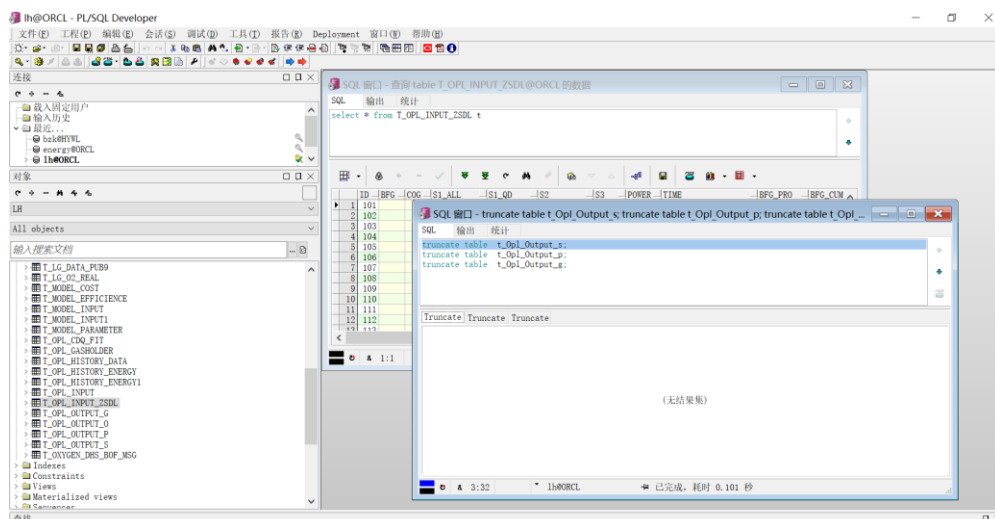 lh@ORCL - PL/SQL Developer
文件(F) 工程(P) 编辑(E) 会话(S) 调试(D) 工具(T) 报告(R) Deployment 窗口(W) 帮助(H)
连接
载入固定用户
输入历史
最近...
bzk@HYWL
energy@ORCL
lh@ORCL
对象
LH
All objects
输入搜索文档
T_LG_DATA_PUB9
T_LG_O2_REAL
T_MODEL_COST
T_MODEL_EFFICIENCE
T_MODEL_INPUT
T_MODEL_INPUT1
T_MODEL_PARAMETER
T_OPL_CDQ_FIT
T_OPL_GASHOLDER
T_OPL_HISTORY_DATA
T_OPL_HISTORY_ENERGY
T_OPL_HISTORY_ENERGY1
T_OPL_INPUT
T_OPL_INPUT_ZSDL
T_OPL_OUTPUT_G
T_OPL_OUTPUT_O
T_OPL_OUTPUT_P
T_OPL_OUTPUT_S
T_OXYGEN_DHS_BOF_MSG
Indexes
Constraints
Views
Materialized views
Sequences
查找
SQL 窗口 - 查询 table T_OPL_INPUT_ZSDL@ORCL 的数据
SQL 输出 统计
select * from T_OPL_INPUT_ZSDL t
ID BFG COG S1_ALL S1_QD S2 S3 POWER TIME BFG_PRO BFG_CUM
1 101
2 102
3 103
4 104
5 105
6 106
7 107
8 108
9 109
10 110
11 111
12 112
13 113
1:1
SQL 窗口 - truncate table t_Opl_Output_s; truncate table t_Opl_Output_p; truncate table t_Opl_...
SQL 输出 统计
truncate table t_Opl_Output_s;
truncate table t_Opl_Output_p;
truncate table t_Opl_Output_g;
Truncate Truncate Truncate
(无结果集)
3:32 lh@ORCL 已完成, 耗时 0.101 秒